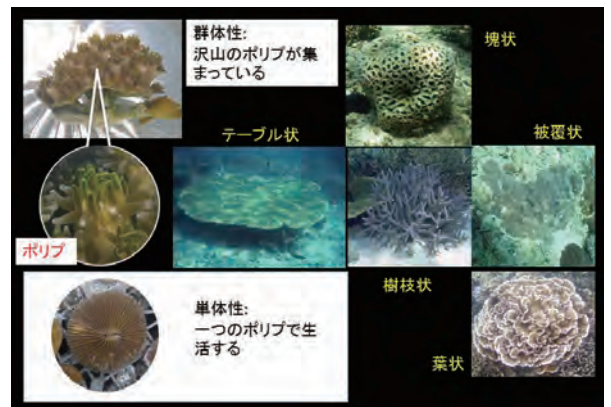 群体性:
沢山のポリプが集
まっている
塊状
テーブル状
被覆状
ポリプ
樹枝状
単体性:
一つのポリプで生
活する
葉状